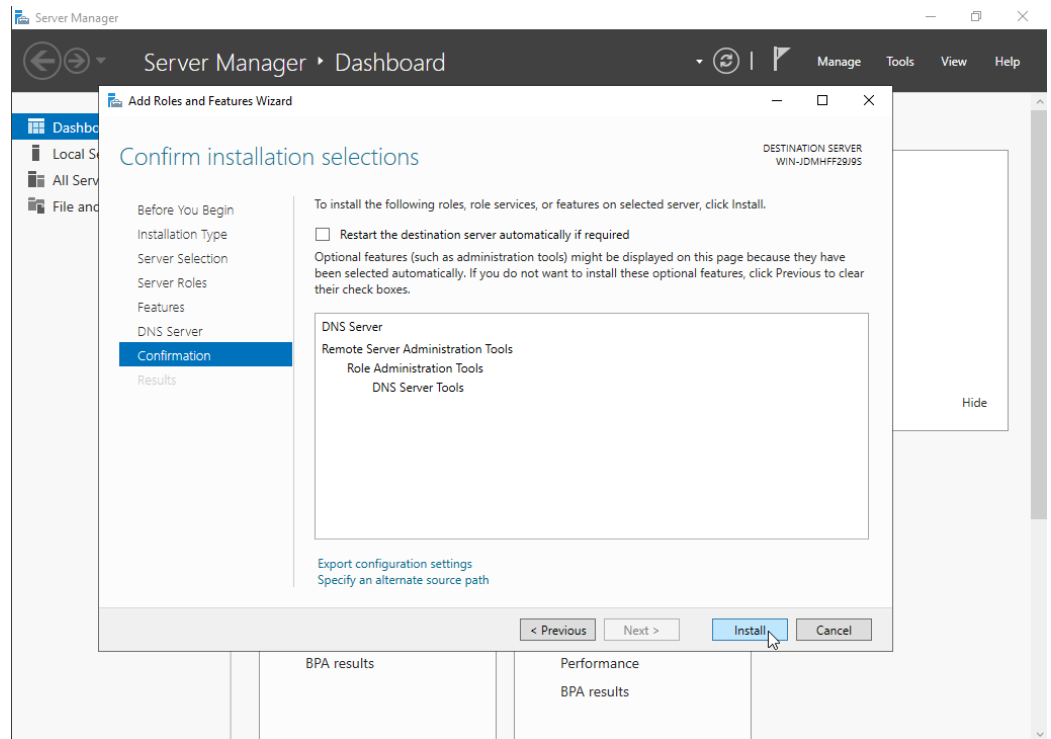 Server Manager
Server Manager ‣ Dashboard
Manage Tools View Help
Add Roles and Features Wizard
Dashbo
Local Se
All Serv
File and
Confirm installation selections
DESTINATION SERVER
WIN-JDMHFF29J9S
Before You Begin
Installation Type
Server Selection
Server Roles
Features
DNS Server
Confirmation
Results
To install the following roles, role services, or features on selected server, click Install.
Restart the destination server automatically if required
Optional features (such as administration tools) might be displayed on this page because they have
been selected automatically. If you do not want to install these optional features, click Previous to clear
their check boxes.
DNS Server
Remote Server Administration Tools
Role Administration Tools
DNS Server Tools
Export configuration settings
Specify an alternate source path
< Previous Next > Install Cancel
Hide
BPA results
Performance
BPA results